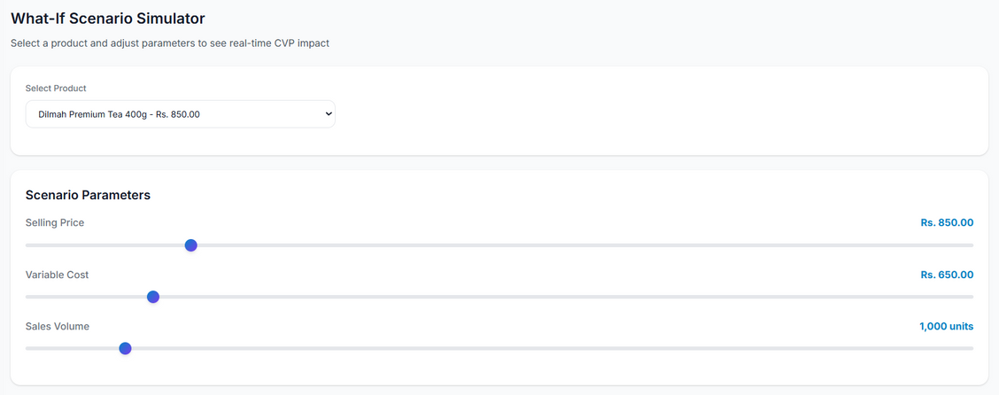 What-If Scenario Simulator
Select a product and adjust parameters to see real-time CVP impact
Select Product
Dilmah Premium Tea 400g - Rs. 850.00
Scenario Parameters
Selling Price
Rs. 850.00
Variable Cost
Rs. 650.00
Sales Volume
1,000 units